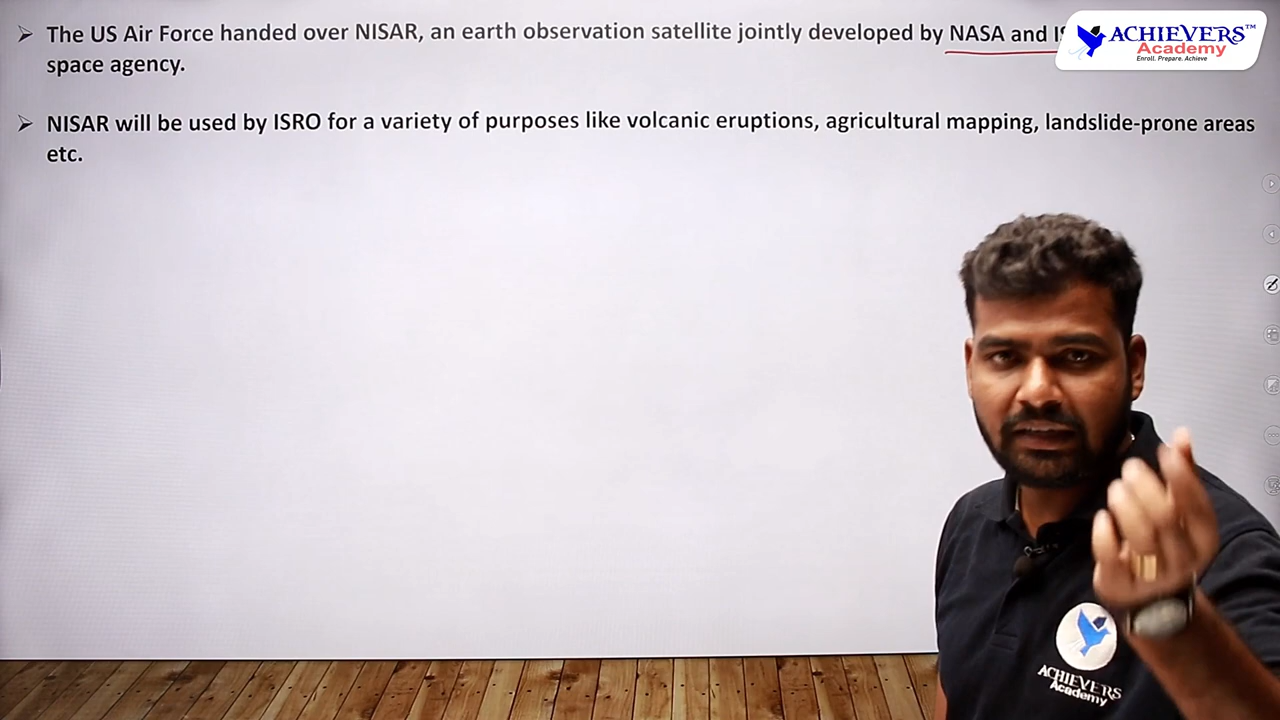 ➢ The US Air Force handed over NISAR, an earth observation satellite jointly developed by NASA and
space agency.
➢ NISAR will be used by ISRO for a variety of purposes like volcanic eruptions, agricultural mapping, landslide-prone areas
etc.
ACHIEVERS™
Academy
Enroll. Prepare. Achieve
ACHIEVERS
Academy